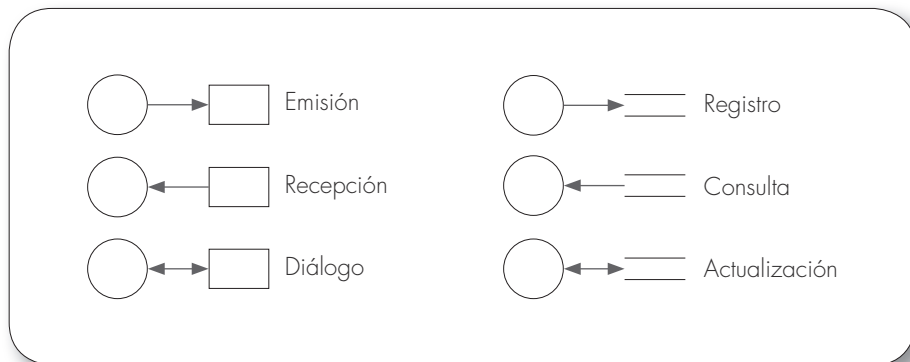 Emisión
Registro
Recepción
Consulta
Diálogo
Actualización